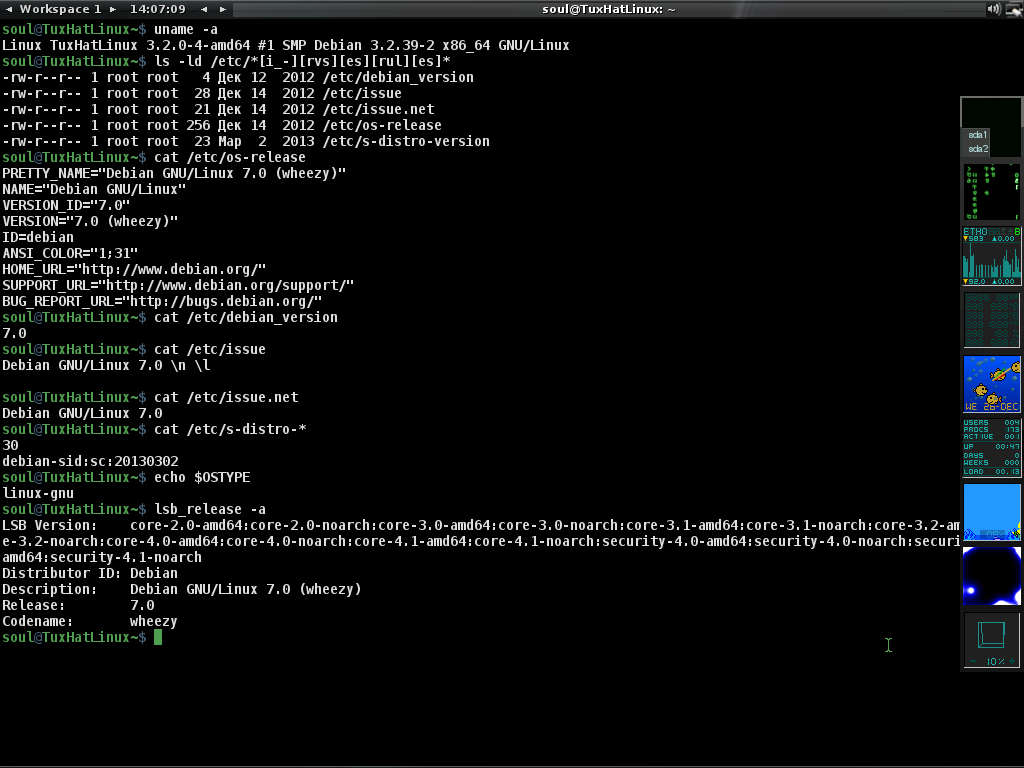 Workspace 1 14:07:09 soul@TuxHatLinux: ~
soul@TuxHatLinux~$ uname -a
Linux TuxHatLinux 3.2.0-4-amd64 #1 SMP Debian 3.2.39-2 x86_64 GNU/Linux
soul@TuxHatLinux~$ ls -ld /etc/*[i_-][rvs][es][rul][es]*
-rw-r--r-- 1 root root   4 Дек 12  2012 /etc/debian_version
-rw-r--r-- 1 root root  28 Дек 14  2012 /etc/issue
-rw-r--r-- 1 root root  21 Дек 14  2012 /etc/issue.net
-rw-r--r-- 1 root root 256 Дек 14  2012 /etc/os-release
-rw-r--r-- 1 root root  23 Мар  2  2013 /etc/s-distro-version
soul@TuxHatLinux~$ cat /etc/os-release
PRETTY_NAME="Debian GNU/Linux 7.0 (wheezy)"
NAME="Debian GNU/Linux"
VERSION_ID="7.0"
VERSION="7.0 (wheezy)"
ID=debian
ANSI_COLOR="1;31"
HOME_URL="http://www.debian.org/"
SUPPORT_URL="http://www.debian.org/support/"
BUG_REPORT_URL="http://bugs.debian.org/"
soul@TuxHatLinux~$ cat /etc/debian_version
7.0
soul@TuxHatLinux~$ cat /etc/issue
Debian GNU/Linux 7.0 \n \l
soul@TuxHatLinux~$ cat /etc/issue.net
Debian GNU/Linux 7.0
soul@TuxHatLinux~$ cat /etc/s-distro-*
30
debian-sid:sc:20130302
soul@TuxHatLinux~$ echo $OSTYPE
linux-gnu
soul@TuxHatLinux~$ lsb_release -a
LSB Version:    core-2.0-amd64:core-2.0-noarch:core-3.0-amd64:core-3.0-noarch:core-3.1-amd64:core-3.1-noarch:core-3.2-am
e-3.2-noarch:core-4.0-amd64:core-4.0-noarch:core-4.1-amd64:core-4.1-noarch:security-4.0-amd64:security-4.0-noarch:securi
amd64:security-4.1-noarch
Distributor ID: Debian
Description:    Debian GNU/Linux 7.0 (wheezy)
Release:        7.0
Codename:       wheezy
soul@TuxHatLinux~$
sda1
sda2
ETH0
583 0.00
92.0 0.00
WE 26-DEC
USERS 004
PROCS 173
ACTIVE 001
UP 00:47
DAYS 0
WEEKS 000
LOAD 00.13
10%